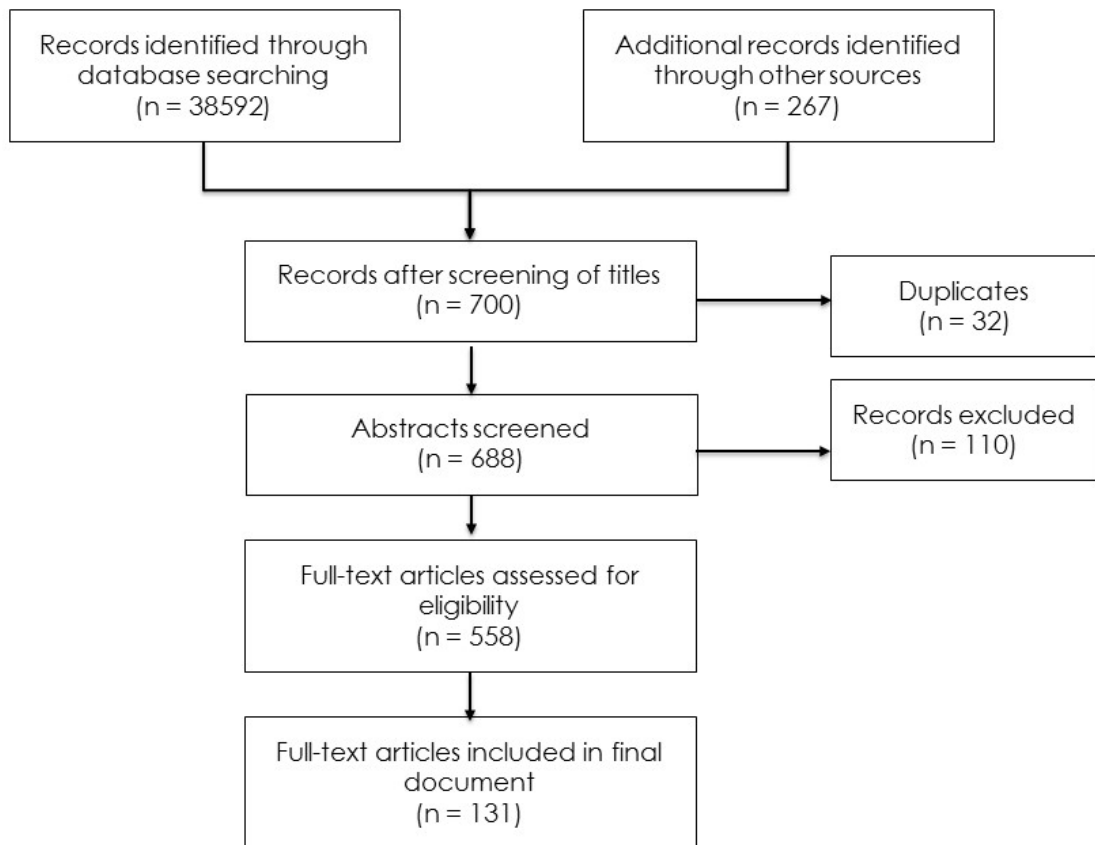 Records identified through
database searching
(n = 38592)
Additional records identified
through other sources
(n = 267)
Records after screening of titles
(n = 700)
Duplicates
(n = 32)
Abstracts screened
(n = 688)
Records excluded
(n = 110)
Full-text articles assessed for
eligibility
(n = 558)
Full-text articles included in final
document
(n = 131)